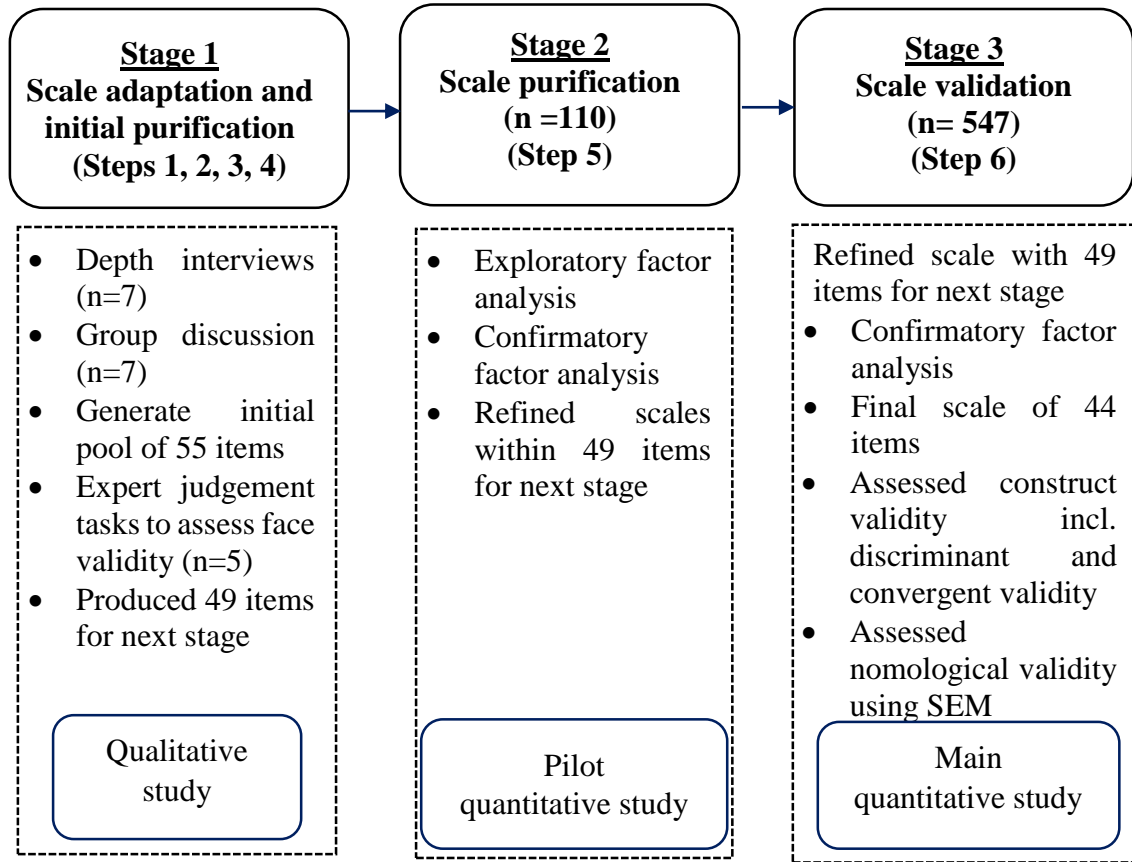 Stage 1
Scale adaptation and
initial purification
(Steps 1, 2, 3, 4)
Stage 2
Scale purification
(n =110)
(Step 5)
Stage 3
Scale validation
(n= 547)
(Step 6)
• Depth interviews
(n=7)
• Group discussion
(n=7)
• Generate initial
pool of 55 items
• Expert judgement
tasks to assess face
validity (n=5)
• Produced 49 items
for next stage
Qualitative
study
• Exploratory factor
analysis
• Confirmatory
factor analysis
• Refined scales
within 49 items
for next stage
Pilot
quantitative study
Refined scale with 49
items for next stage
• Confirmatory factor
analysis
• Final scale of 44
items
• Assessed construct
validity incl.
discriminant and
convergent validity
• Assessed
nomological validity
using SEM
Main
quantitative study